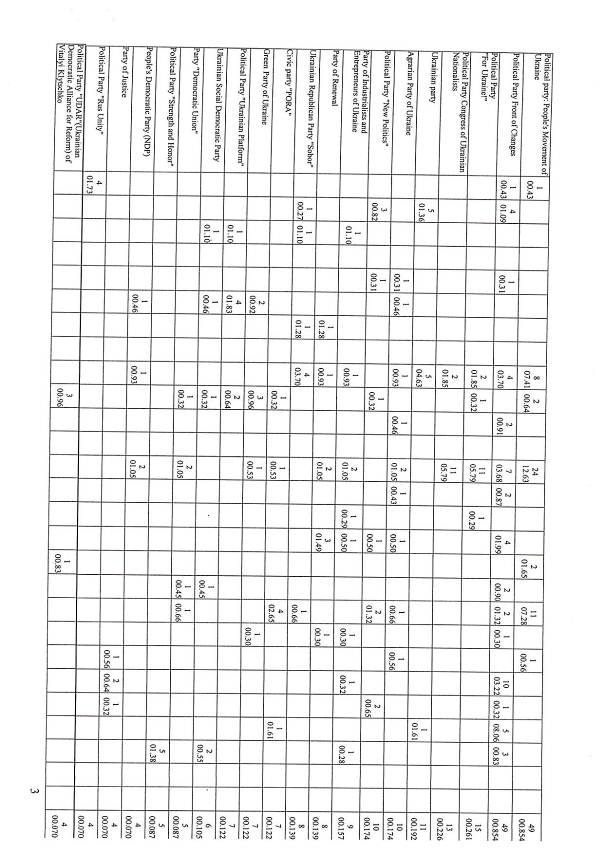 Political party: People's Movement of
Ukraine
1 8 2 24 2 11 1 49
00.43 07.41 00.64 12.63 01.65 07.28 00.56 00.854
Political Party Front of Changes
1 4 1 4 2 7 2 4 2 2 1 10 1 5 3 49
00.43 01.09 00.31 03.70 00.91 03.68 00.87 01.99 00.90 01.32 00.30 03.22 00.32 08.06 00.83 00.854
Political Party
"For Ukraine!"
2 1 11 1 15
01.85 00.32 05.79 00.29 00.261
Political Party Congress of Ukrainian
Nationalists
2 11 13
01.85 05.79 00.226
Ukrainian party
5 5 1 11
01.36 04.63 01.61 00.192
Agrarian Party of Ukraine
1 1 1 1 2 1 1 1 1 10
00.31 00.46 00.93 00.46 01.05 00.43 00.50 00.66 00.56 00.174
Political Party "New Politics"
3 1 1 1 2 2 10
00.82 00.31 00.32 00.50 01.32 00.65 00.174
Party of Industrialists and
Entrepreneurs of Ukraine
1 1 2 1 1 1 1 1 9
01.10 00.93 01.05 00.29 00.50 00.30 00.32 00.28 00.157
Party of Renewal
1 1 2 3 1 8
01.28 00.93 01.05 01.49 00.30 00.139
Ukrainian Republican Party "Sobor"
1 1 1 4 1 8
00.27 01.10 01.28 03.70 00.66 00.139
Civic party "PORA"
1 1 4 1 7
00.32 00.53 02.65 01.61 00.122
Green Party of Ukraine
2 3 1 1 7
00.92 00.96 00.53 00.30 00.122
Political Party "Ukrainian Platform"
1 4 2 7
01.10 01.83 00.64 00.122
Ukrainian Social Democratic Party
1 1 1 1 2 6
01.10 00.46 00.32 00.45 00.55 00.105
Party "Democratic Union"
1 2 1 1 5
00.32 01.05 00.45 00.66 00.087
Political Party "Strength and Honor"
5 5
01.38 00.087
People's Democratic Party (NDP)
1 1 2 4
00.46 00.93 01.05 00.070
Party of Justice
1 2 1 4
00.56 00.64 00.32 00.070
Political Party "Rus Unity"
4 4
01.73 00.070
Political Party "UDAR"(Ukrainian
Democratic Alliance for Reform) of
Vitalyi Klytschko
3 1 4
00.96 00.83 00.070
3